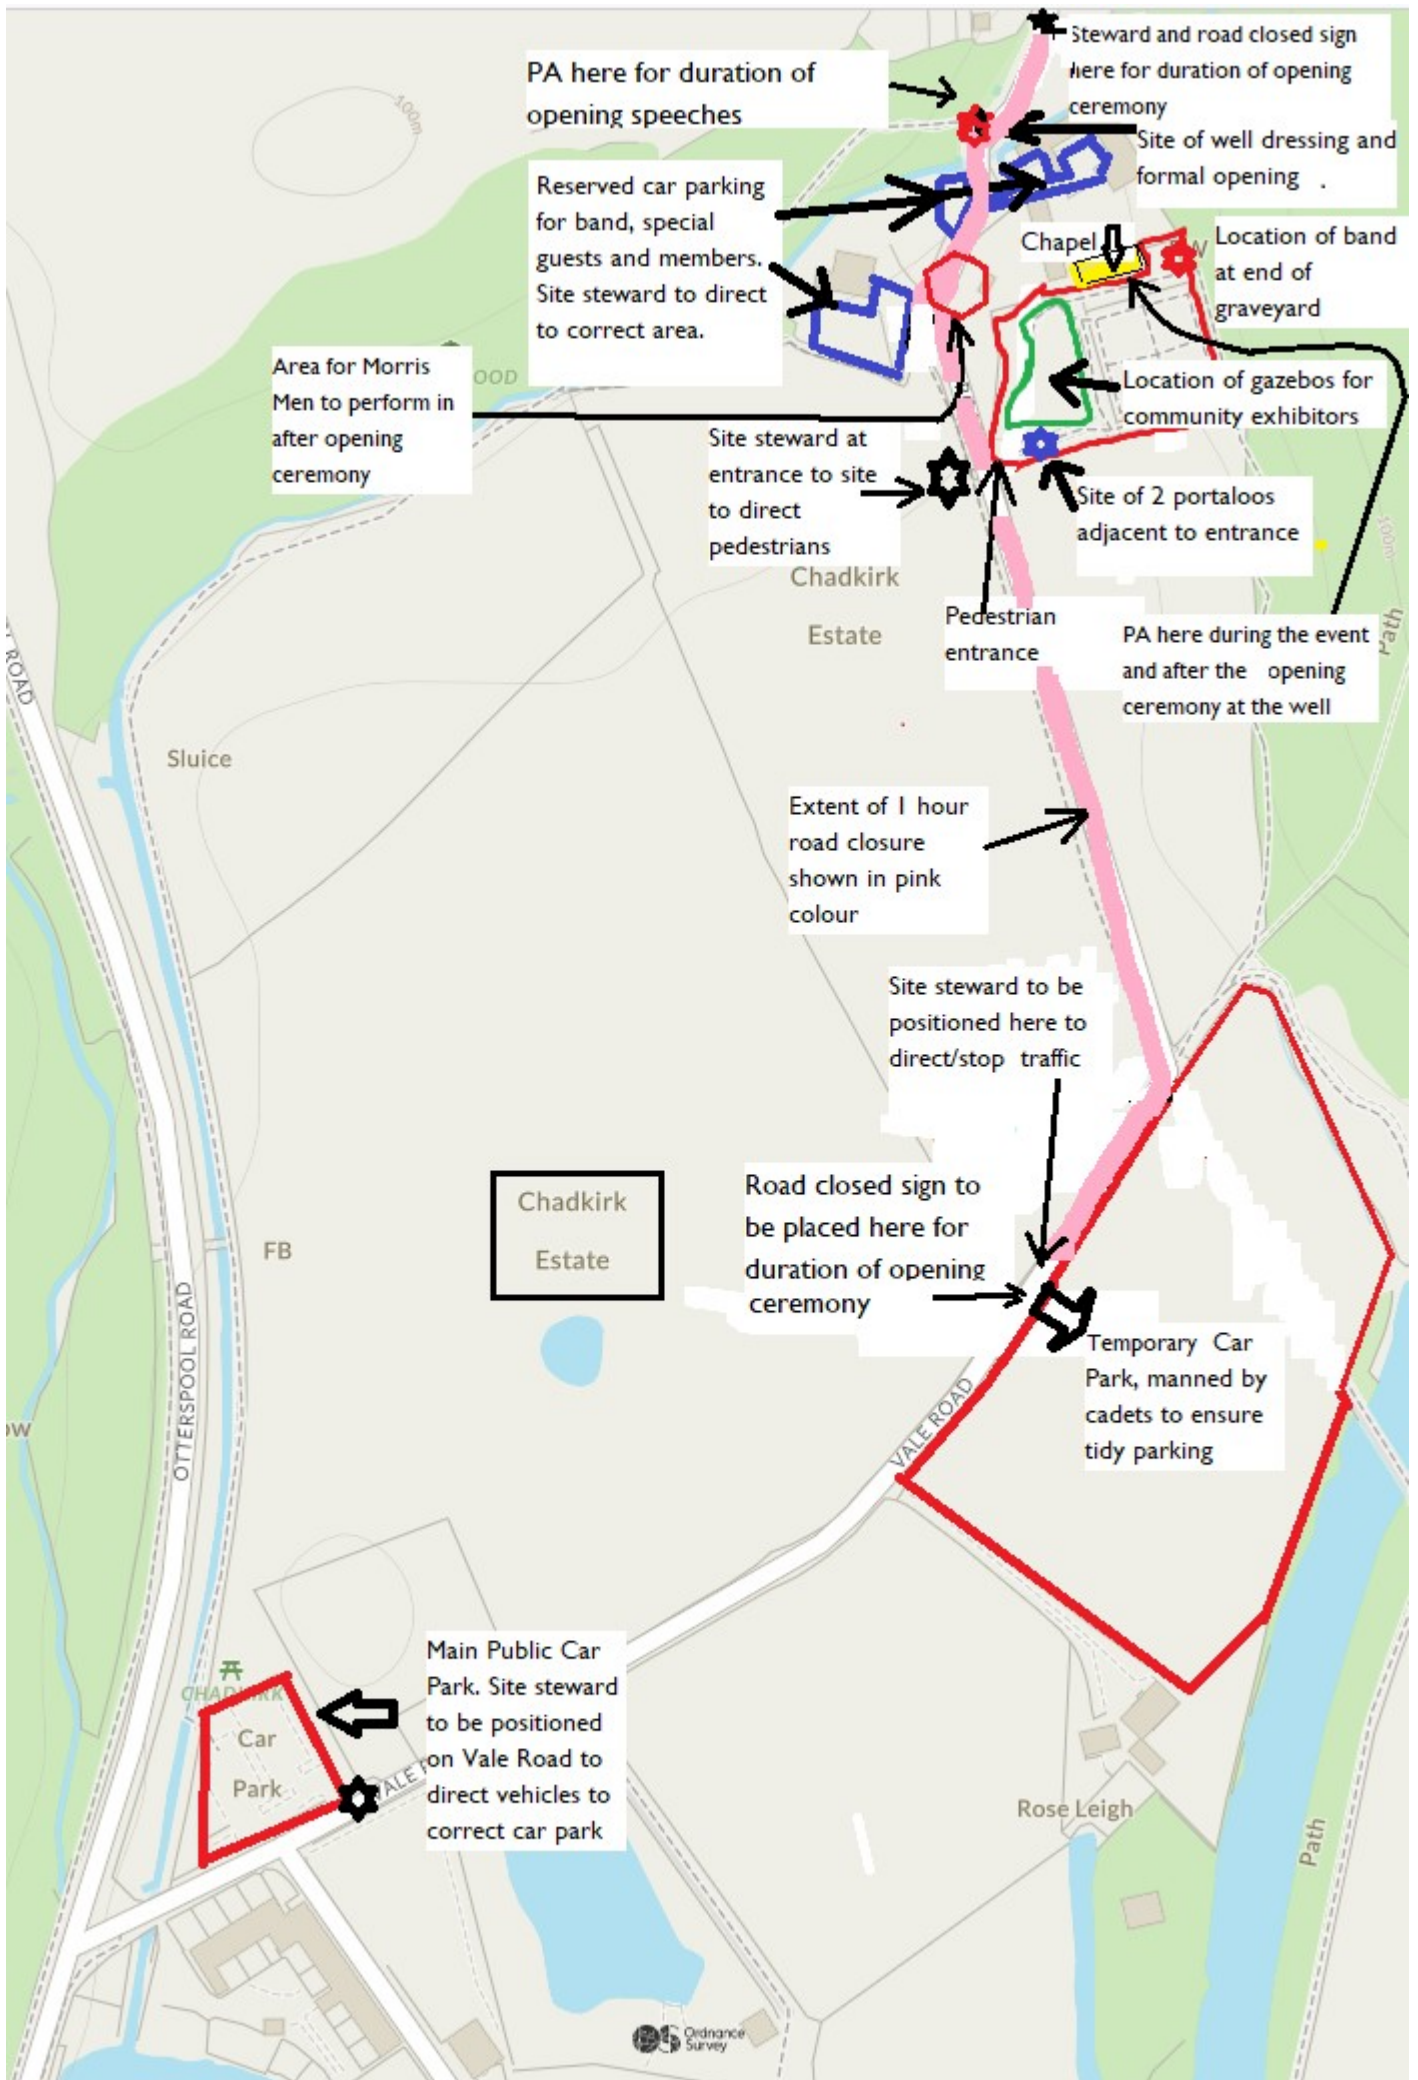 Steward and road closed sign
here for duration of opening
ceremony
PA here for duration of
opening speeches
100m
Site of well dressing and
formal opening .
Reserved car parking
for band, special
guests and members.
Site steward to direct
to correct area.
Chapel
W
Location of band
at end of
graveyard
Area for Morris
Men to perform in
after opening
ceremony
OOD
Location of gazebos for
community exhibitors
Site steward at
entrance to site
to direct
pedestrians
Site of 2 portaloos
adjacent to entrance
100m
Chadkirk
Estate
Pedestrian
entrance
PA here during the event
and after the opening
ceremony at the well
Path
ROAD
Sluice
Extent of 1 hour
road closure
shown in pink
colour
Site steward to be
positioned here to
direct/stop traffic
Road closed sign to
be placed here for
duration of opening
ceremony
Chadkirk
Estate
FB
OTTERSPOOL ROAD
ow
VALE ROAD
Temporary Car
Park, manned by
cadets to ensure
tidy parking
Main Public Car
Park. Site steward
to be positioned
on Vale Road to
direct vehicles to
correct car park
CHADKIRK
Car
Park
VALE
Rose Leigh
Path
OS Ordnance
Survey